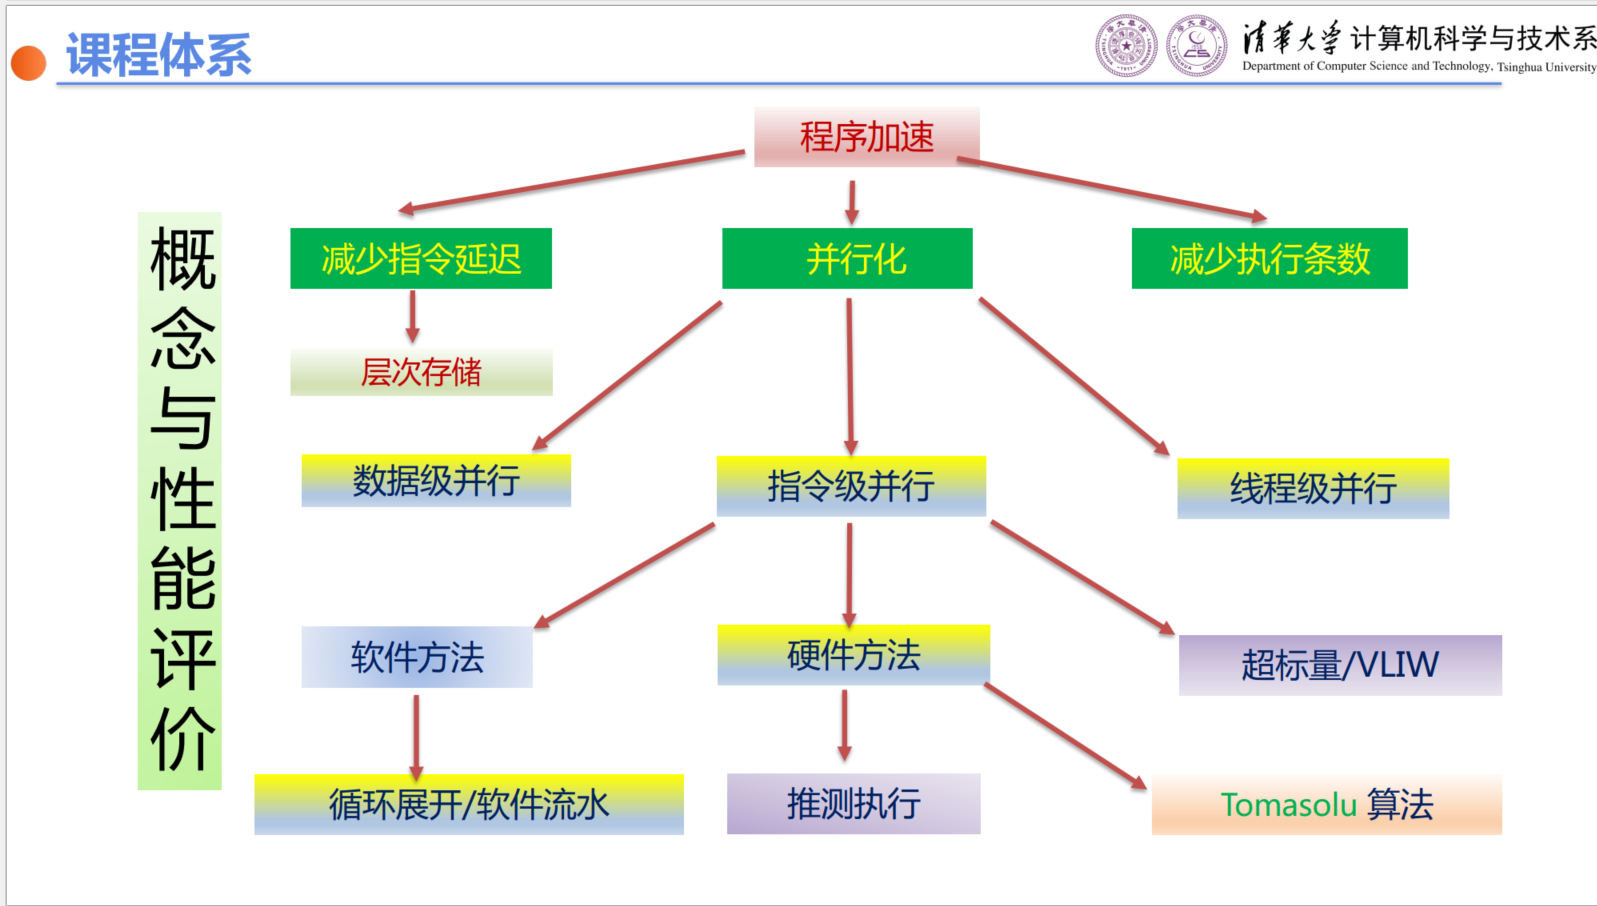 课程体系
清华大学 计算机科学与技术系
Department of Computer Science and Technology, Tsinghua University
概念与性能评价
程序加速
减少指令延迟
并行化
减少执行条数
层次存储
数据级并行
指令级并行
线程级并行
软件方法
硬件方法
超标量/VLIW
循环展开/软件流水
推测执行
Tomasolu 算法